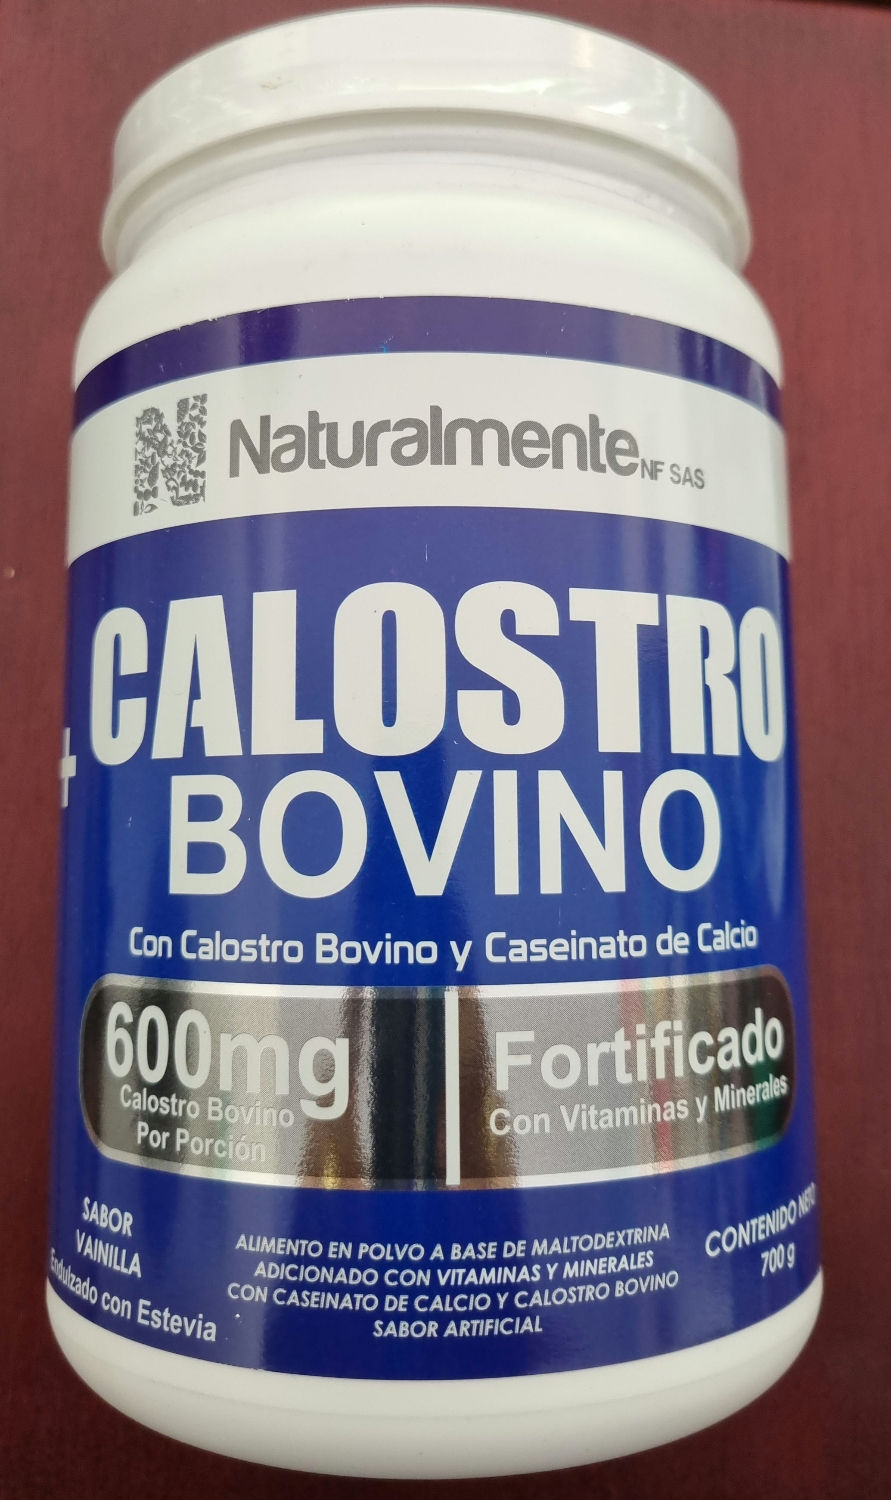 Naturalmente NF SAS
+
CALOSTRO
BOVINO
Con Calostro Bovino y Caseinato de Calcio
600mg
Calostro Bovino
Por Porción
Fortificado
Con Vitaminas y Minerales
SABOR
VAINILLA
Endulzado con Estevia
ALIMENTO EN POLVO A BASE DE MALTODEXTRINA
ADICIONADO CON VITAMINAS Y MINERALES
CON CASEINATO DE CALCIO Y CALOSTRO BOVINO
SABOR ARTIFICIAL
CONTENIDO NETO
700 g